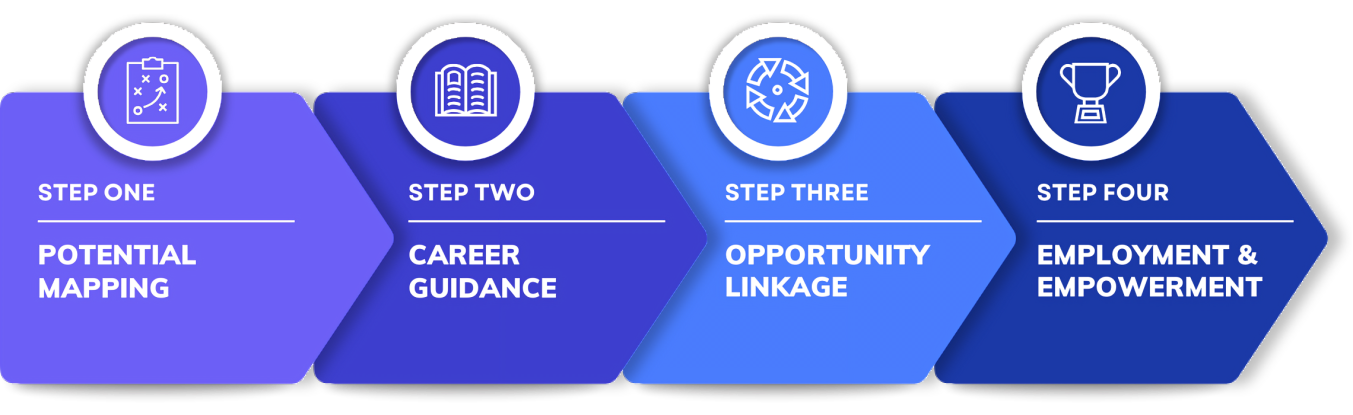 STEP ONE
POTENTIAL
MAPPING
STEP TWO
CAREER
GUIDANCE
STEP THREE
OPPORTUNITY
LINKAGE
STEP FOUR
EMPLOYMENT &
EMPOWERMENT